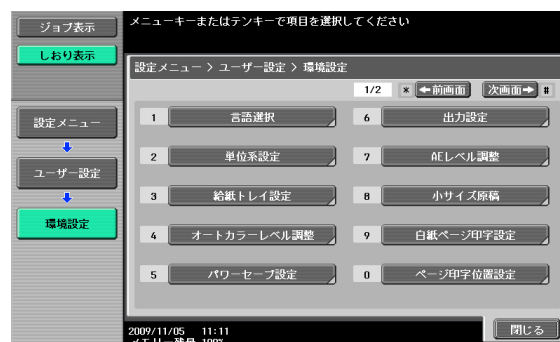 ジョブ表示
メニューキーまたはテンキーで項目を選択してください
しおり表示
設定メニュー > ユーザー設定 > 環境設定
1/2 * ←前画面 次画面→ #
設定メニュー
ユーザー設定
環境設定
1 言語選択
6 出力設定
2 単位系設定
7 AEレベル調整
3 給紙トレイ設定
8 小サイズ原稿
4 オートカラーレベル調整
9 白紙ページ印字設定
5 パワーセーブ設定
0 ページ印字位置設定
2009/11/05 11:11
メモリー残量 100%
閉じる